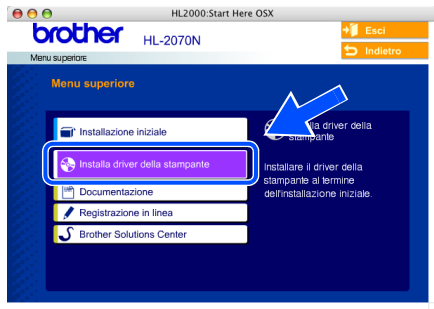 HL2000:Start Here OSX
brother
HL-2070N
Esci
Indietro
Menu superiore
Menu superiore
Installazione iniziale
Installa driver della stampante
Documentazione
Registrazione in linea
Brother Solutions Center
lla driver della
stampante
Installare il driver della
stampante al termine
dell'installazione iniziale.